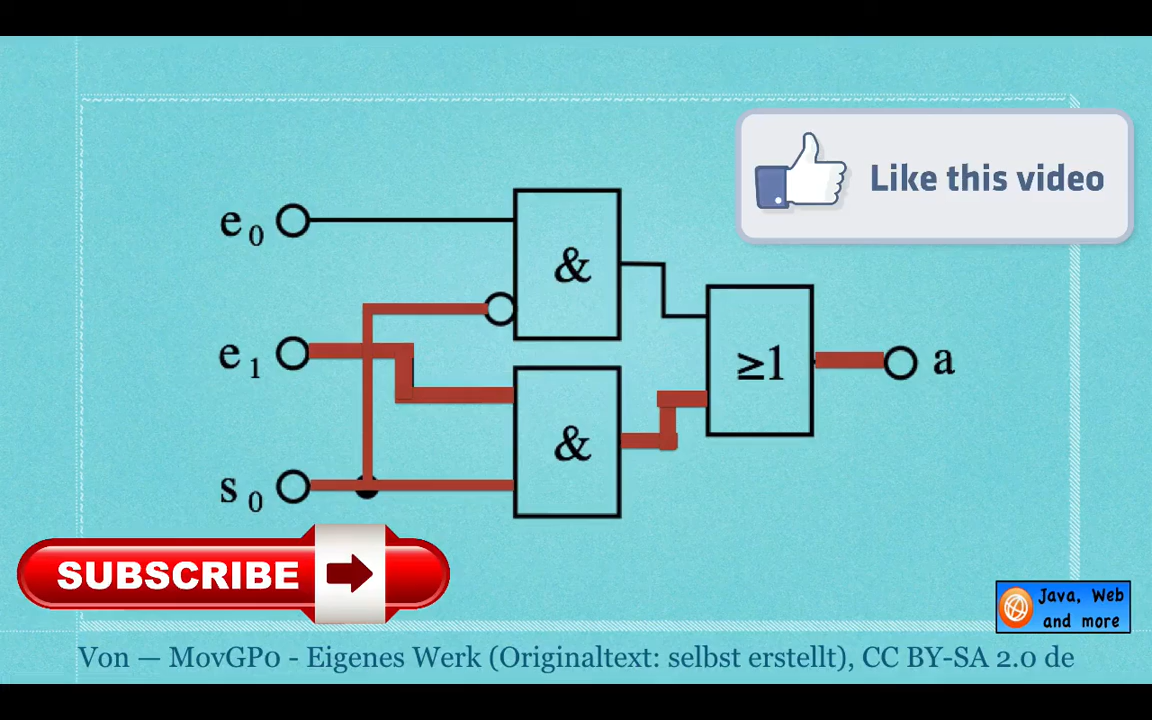 Like this video
e0
&
e1
≥1
a
&
s0
SUBSCRIBE
Java, Web
and more
Von — MovGP0 - Eigenes Werk (Originaltext: selbst erstellt), CC BY-SA 2.0 de